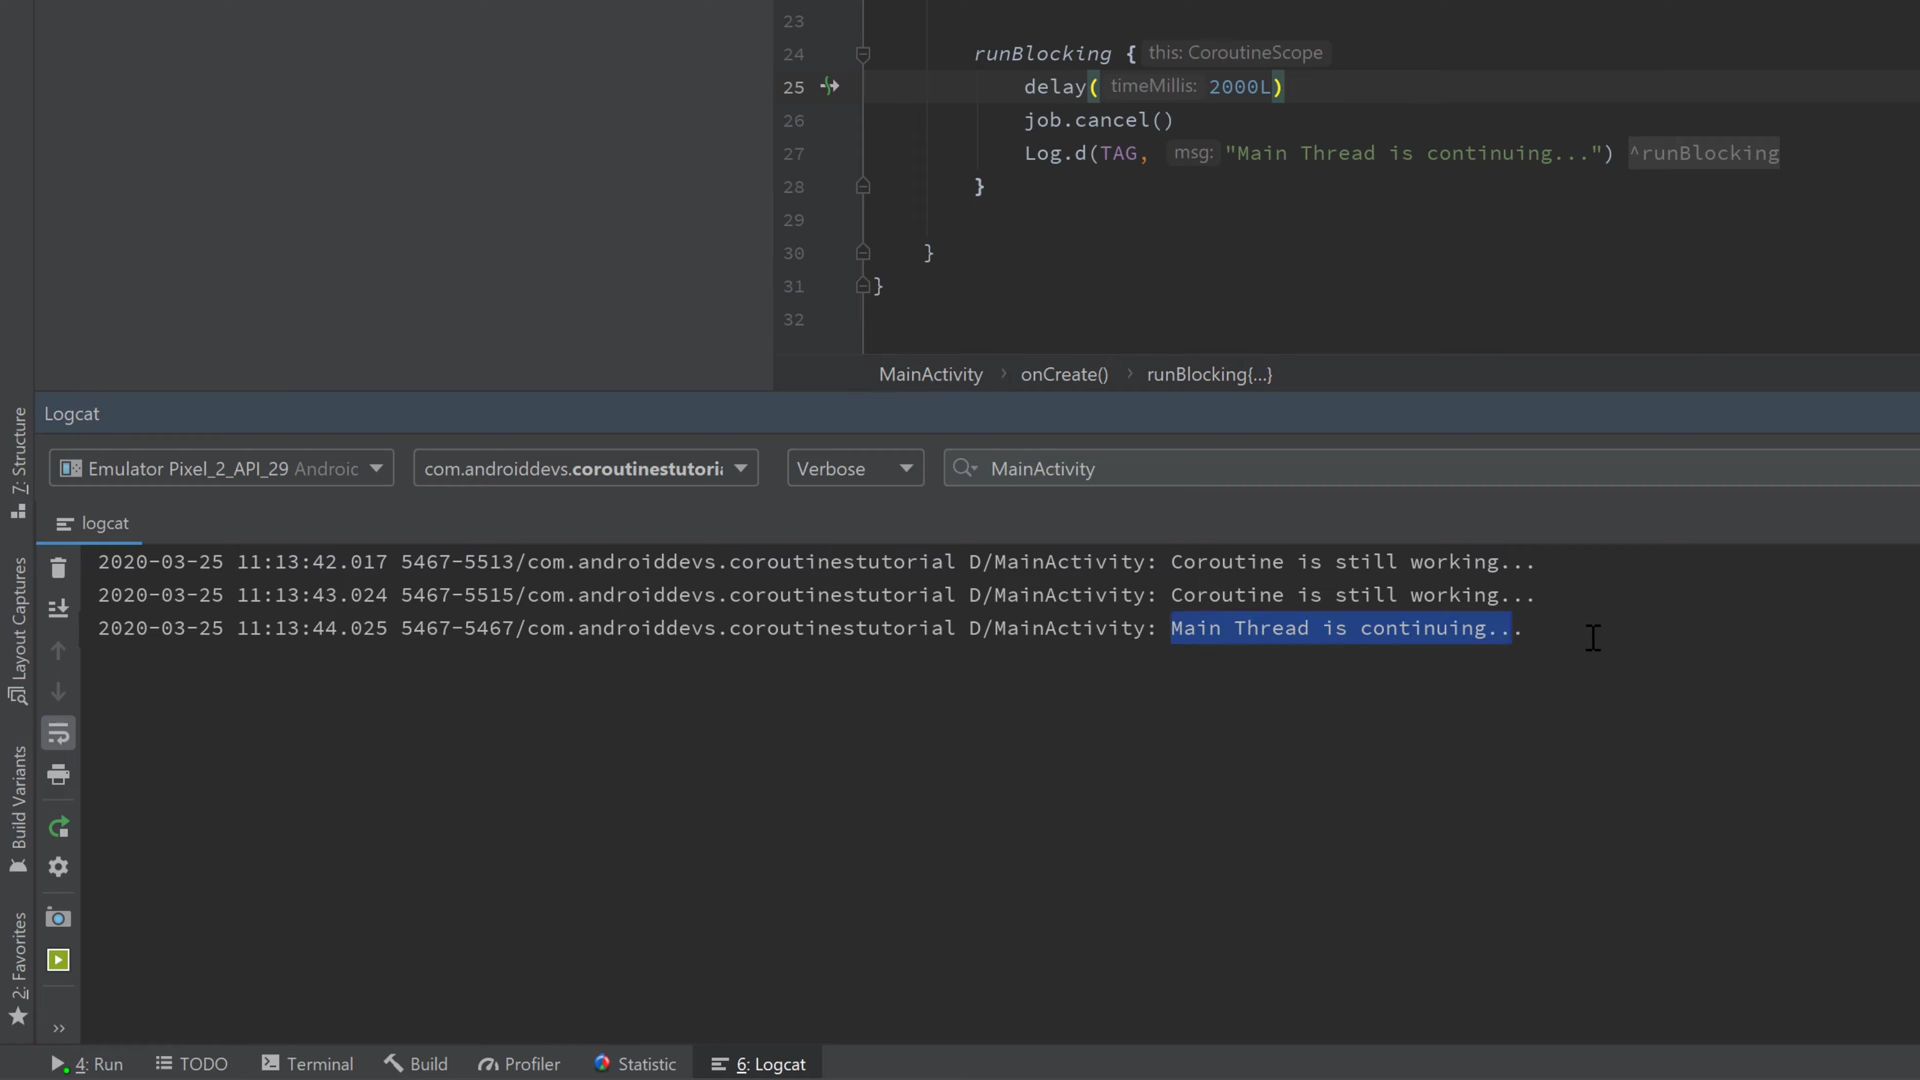 23
24 runBlocking { this: CoroutineScope
25 delay( timeMillis: 2000L)
26 job.cancel()
27 Log.d(TAG, msg: "Main Thread is continuing...") ^runBlocking
28 }
29
30 }
31 }
32
MainActivity › onCreate() › runBlocking{...}
Logcat
Emulator Pixel_2_API_29 Androic
com.androiddevs.coroutinestutori
Verbose
MainActivity
logcat
2020-03-25 11:13:42.017 5467-5513/com.androiddevs.coroutinestutorial D/MainActivity: Coroutine is still working...
2020-03-25 11:13:43.024 5467-5515/com.androiddevs.coroutinestutorial D/MainActivity: Coroutine is still working...
2020-03-25 11:13:44.025 5467-5467/com.androiddevs.coroutinestutorial D/MainActivity: Main Thread is continuing...
7: Structure
Layout Captures
Build Variants
2: Favorites
»
4: Run
TODO
Terminal
Build
Profiler
Statistic
6: Logcat